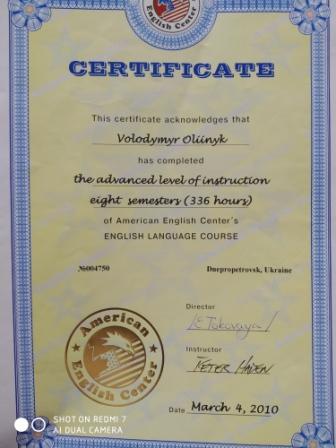 English Center
CERTIFICATE
This certificate acknowledges that
Volodymyr Oliinyk
has completed
the advanced level of instruction
eight semesters (336 hours)
of American English Center's
ENGLISH LANGUAGE COURSE
№004750 Dnepropetrovsk, Ukraine
Director
Instructor
American
English Center
Date March 4, 2010
SHOT ON REDMI 7
AI DUAL CAMERA